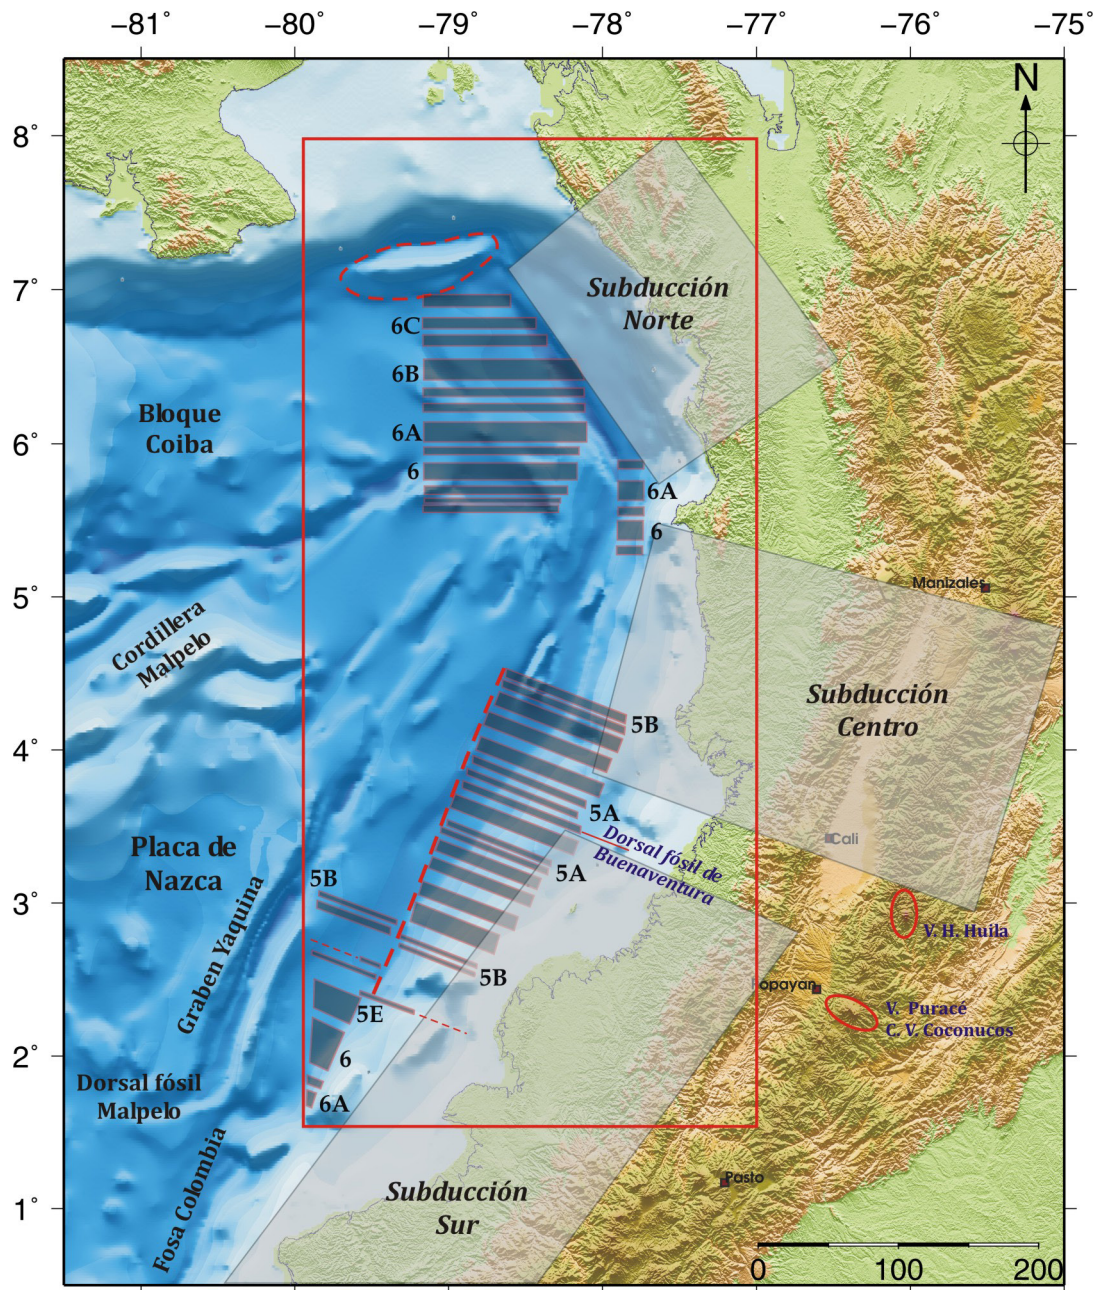 −81˚ −80˚ −79˚ −78˚ −77˚ −76˚ −75˚
N
8˚
7˚
6˚
5˚
4˚
3˚
2˚
1˚
Subducción
Norte
6C
6B
6A
6
Bloque
Coiba
6A
6
Manizales
Cordillera
Malpelo
Subducción
Centro
5B
5A
Dorsal fósil de
Buenaventura
Cali
Placa de
Nazca
5B
5A
V. H. Huila
Graben Yaquina
5B
opayan
5E
V. Puracé
C. V. Coconucos
6
6A
Dorsal fósil
Malpelo
Fosa Colombia
Subducción
Sur
Pasto
0 100 200